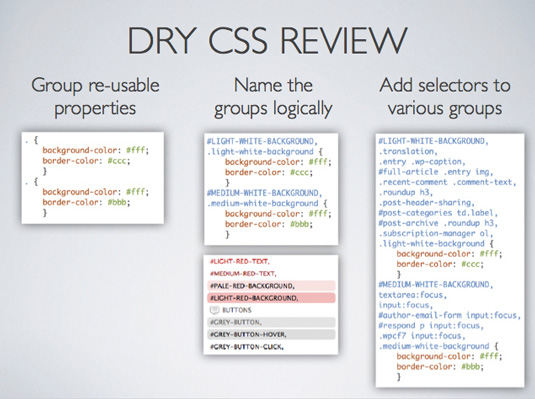 DRY CSS REVIEW
Group re-usable
properties
. {
background-color: #fff;
border-color: #ccc;
}
. {
background-color: #fff;
border-color: #bbb;
}
Name the
groups logically
#LIGHT-WHITE-BACKGROUND,
.light-white-background {
background-color: #fff;
border-color: #ccc;
}
#MEDIUM-WHITE-BACKGROUND,
.medium-white-background {
background-color: #fff;
border-color: #bbb;
}
#LIGHT-RED-TEXT,
#MEDIUM-RED-TEXT,
#PALE-RED-BACKGROUND,
#LIGHT-RED-BACKGROUND,
BUTTONS
#GREY-BUTTON,
#GREY-BUTTON-HOVER,
#GREY-BUTTON-CLICK,
Add selectors to
various groups
#LIGHT-WHITE-BACKGROUND,
.translation,
.entry .wp-caption,
#full-article .entry img,
.recent-comment .comment-text,
.roundup h3,
.post-header-sharing,
#post-categories td.label,
#post-archive .roundup h3,
.subscription-manager ol,
.light-white-background {
background-color: #fff;
border-color: #ccc;
}
#MEDIUM-WHITE-BACKGROUND,
textarea:focus,
input:focus,
#author-email-form input:focus,
#respond p input:focus,
.wpcf7 input:focus,
.medium-white-background {
background-color: #fff;
border-color: #bbb;
}